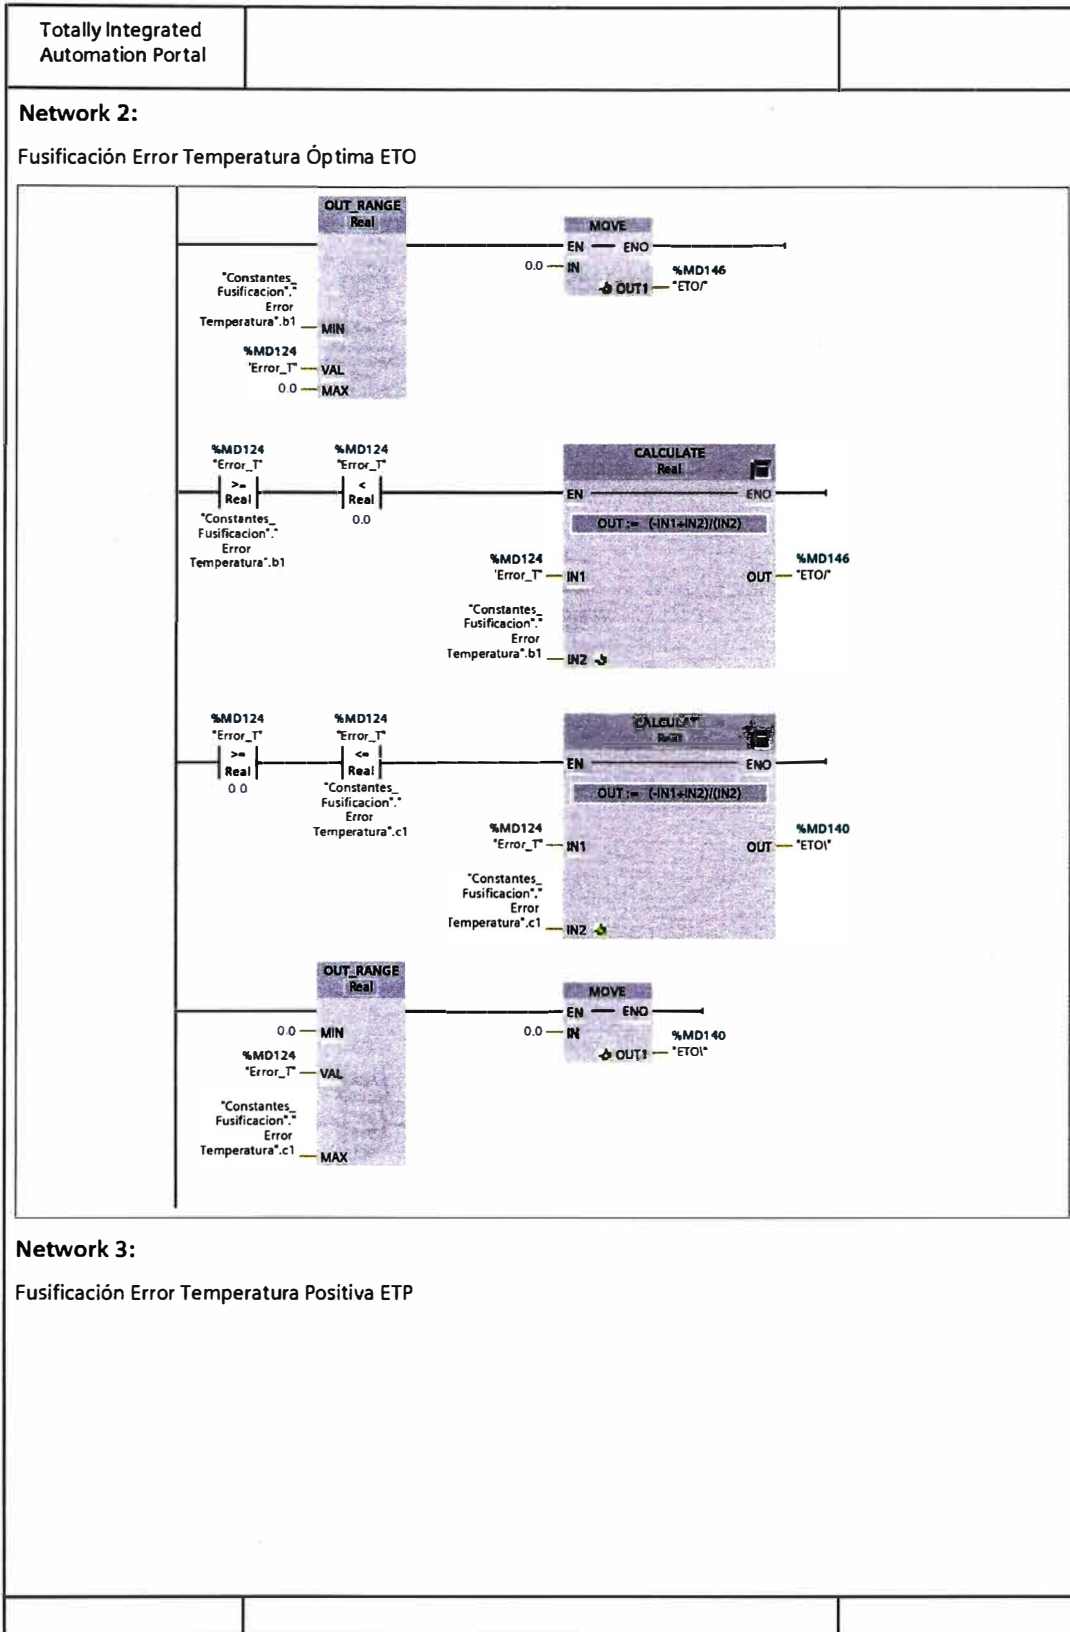 Totally Integrated
Automation Portal
Network 2:
Fusificación Error Temperatura Óptima ETO
OUT_RANGE
Real
"Constantes_
Fusificacion"."
Error
Temperatura".b1
MIN
%MD124
'Error_T"
VAL
0.0
MAX
MOVE
EN
ENO
0.0
IN
OUT1
%MD146
"ETO/"
%MD124
"Error_T"
>=
Real
"Constantes_
Fusificacion"."
Error
Temperatura".b1
%MD124
"Error_T"
<
Real
0.0
CALCULATE
Real
EN
ENO
OUT := (-IN1+IN2)/(IN2)
%MD124
'Error_T"
IN1
"Constantes_
Fusificacion"."
Error
Temperatura".b1
IN2
OUT
%MD146
"ETO/"
%MD124
"Error_T"
>=
Real
0.0
%MD124
"Error_T"
<=
Real
"Constantes_
Fusificacion"."
Error
Temperatura".c1
CALCULATE
Real
EN
ENO
OUT := (-IN1+IN2)/(IN2)
%MD124
"Error_T"
IN1
"Constantes_
Fusificacion"."
Error
Temperatura".c1
IN2
OUT
%MD140
"ETO\"
OUT_RANGE
Real
0.0
MIN
%MD124
"Error_T"
VAL
"Constantes_
Fusificacion"."
Error
Temperatura".c1
MAX
MOVE
EN
ENO
0.0
IN
OUT1
%MD140
"ETO\"
Network 3:
Fusificación Error Temperatura Positiva ETP